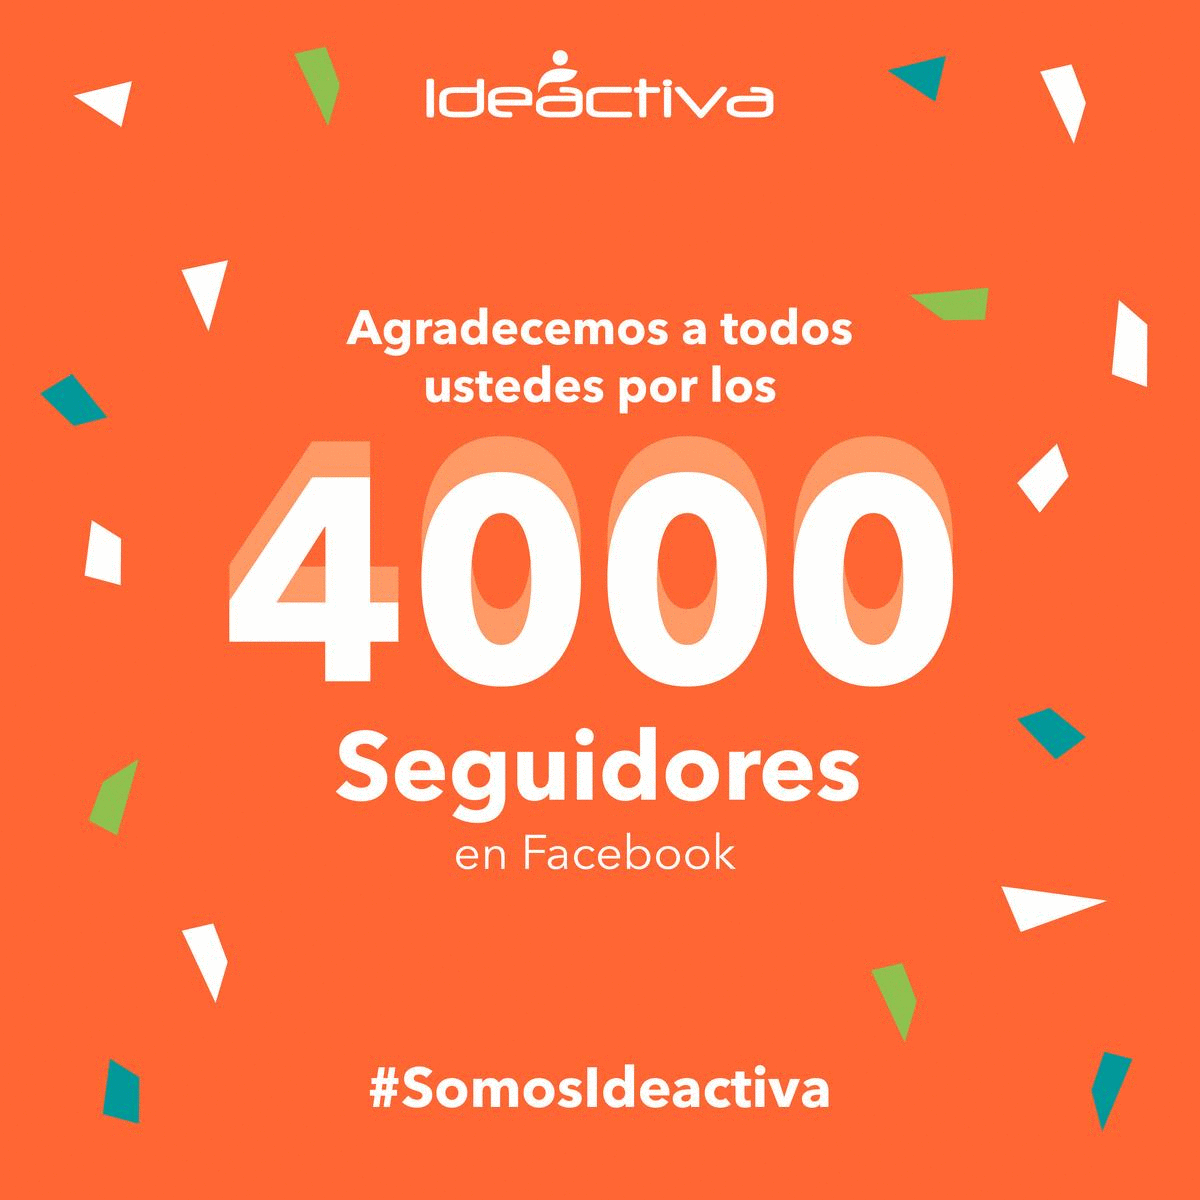 Ideactiva
Agradecemos a todos
ustedes por los
4000
Seguidores
en Facebook
#SomosIdeactiva